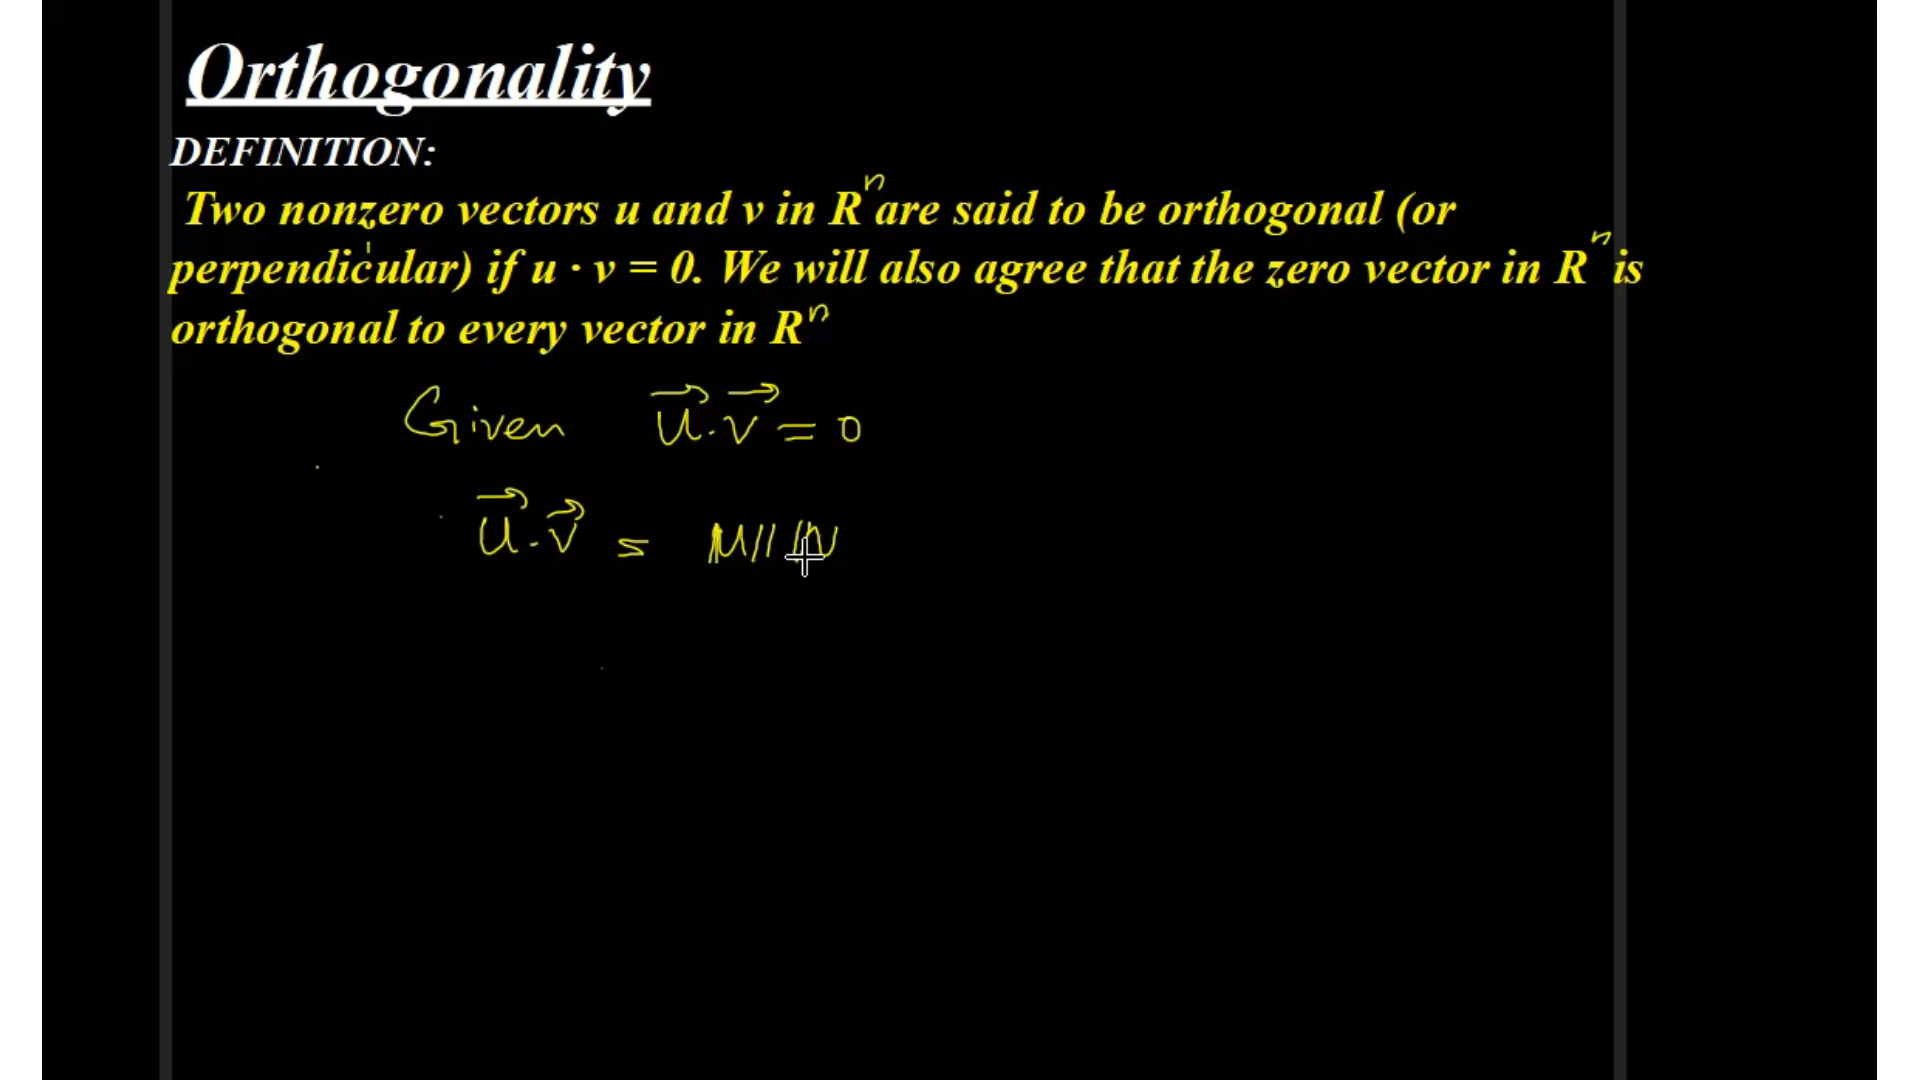 Orthogonality
DEFINITION:
Two nonzero vectors u and v in Rⁿ are said to be orthogonal (or
perpendicular) if u · v = 0. We will also agree that the zero vector in Rⁿ is
orthogonal to every vector in Rⁿ
Given u⃗.v⃗ = 0
u⃗.v⃗ =